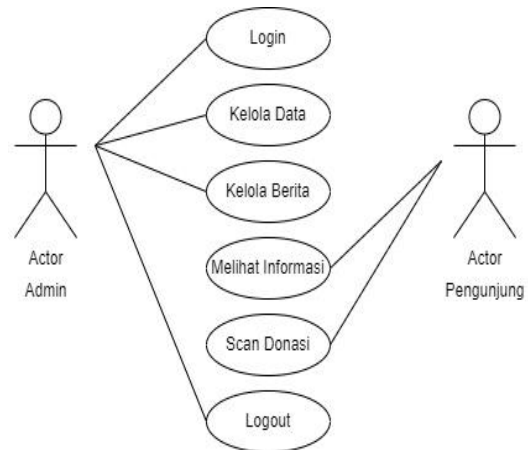 Login
Kelola Data
Kelola Berita
Melihat Informasi
Scan Donasi
Logout
Actor
Admin
Actor
Pengunjung